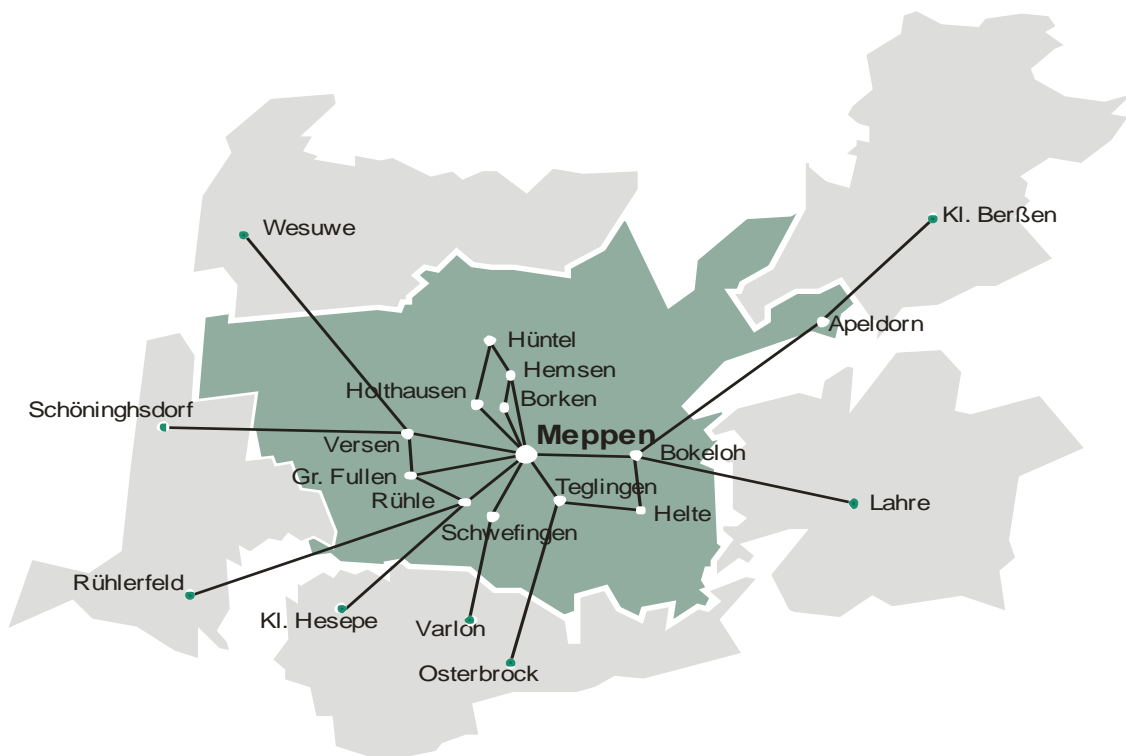 Kl. Berßen
Wesuwe
Apeldorn
Hüntel
Hemsen
Holthausen
Borken
Schöninghsdorf
Meppen
Versen
Bokeloh
Gr. Fullen
Teglingen
Rühle
Lahre
Helte
Schwefingen
Rühlerfeld
Kl. Hesepe
Varlon
Osterbrock